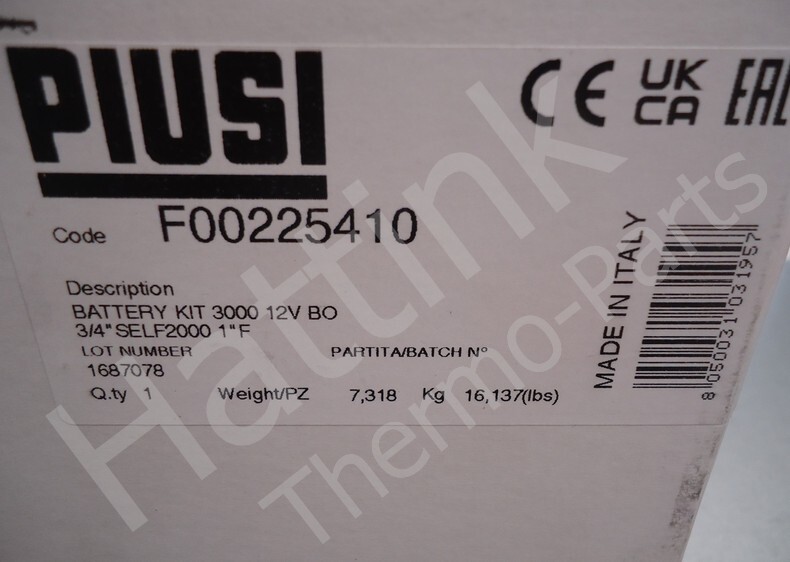 PIUSI
CE UK CA EAC
Code F00225410
Description
BATTERY KIT 3000 12V BO
3/4" SELF2000 1"F
LOT NUMBER PARTITA/BATCH N°
1687078
Q.ty 1 Weight/PZ 7,318 Kg 16,137(lbs)
MADE IN ITALY
8 050031 031957
Hattink
Thermo-Parts